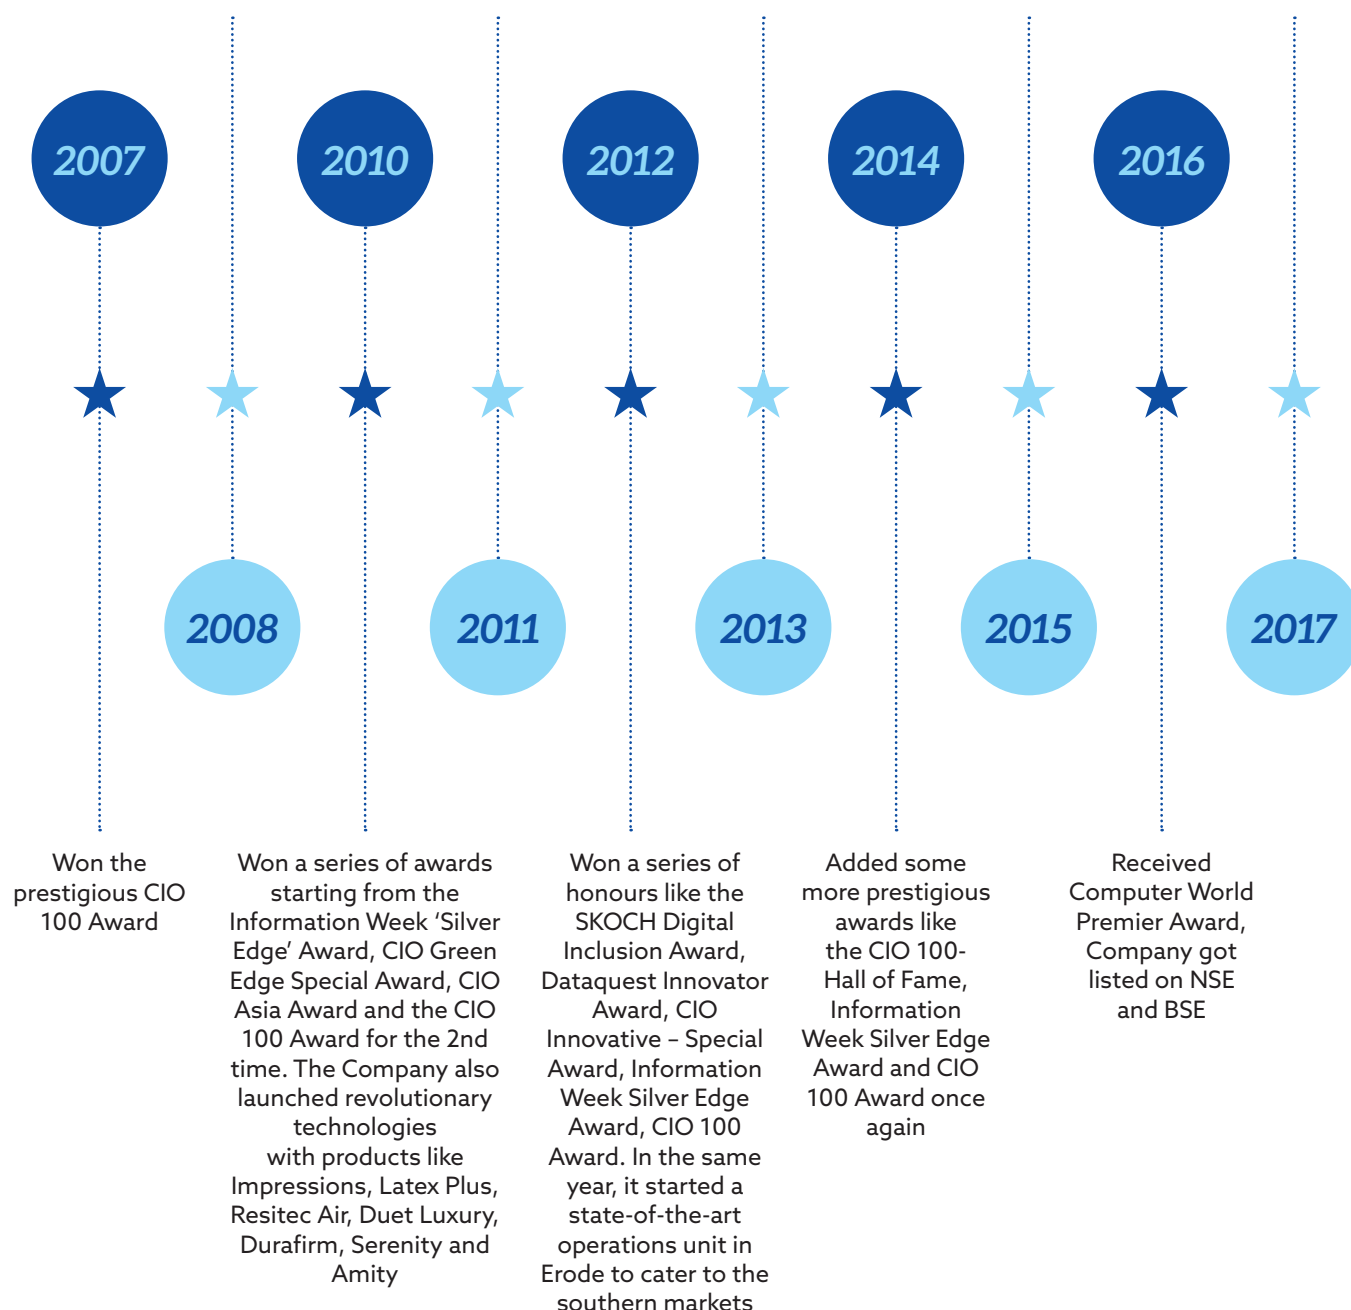 2007
2010
2012
2014
2016
2008
2011
2013
2015
2017
Won the
prestigious CIO
100 Award
Won a series of awards
starting from the
Information Week ‘Silver
Edge’ Award, CIO Green
Edge Special Award, CIO
Asia Award and the CIO
100 Award for the 2nd
time. The Company also
launched revolutionary
technologies
with products like
Impressions, Latex Plus,
Resitec Air, Duet Luxury,
Durafirm, Serenity and
Amity
Won a series of
honours like the
SKOCH Digital
Inclusion Award,
Dataquest Innovator
Award, CIO
Innovative – Special
Award, Information
Week Silver Edge
Award, CIO 100
Award. In the same
year, it started a
state-of-the-art
operations unit in
Erode to cater to the
southern markets
Added some
more prestigious
awards like
the CIO 100-
Hall of Fame,
Information
Week Silver Edge
Award and CIO
100 Award once
again
Received
Computer World
Premier Award,
Company got
listed on NSE
and BSE